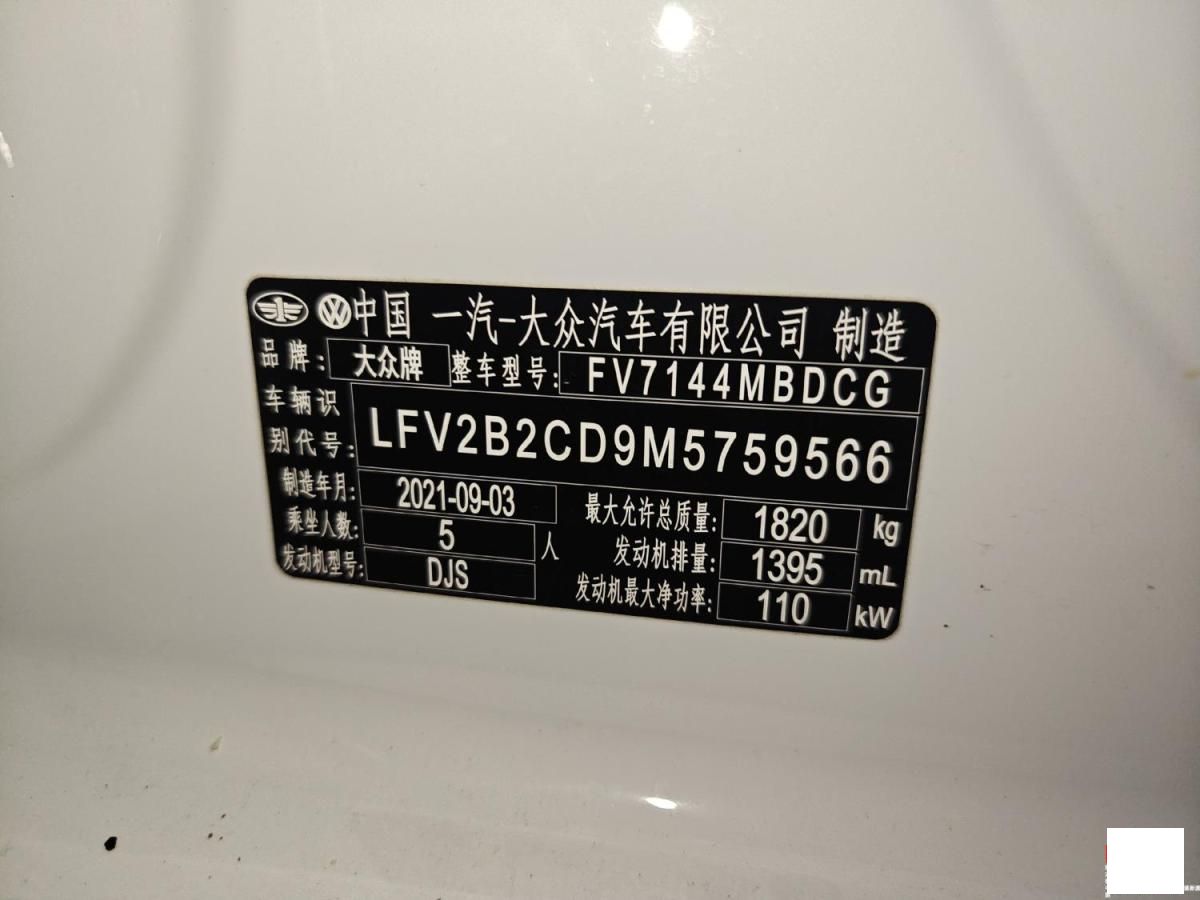 中国 一汽-大众汽车有限公司 制造
品牌: 大众牌 整车型号: FV7144MBDCG
车辆识别代号: LFV2B2CD9M5759566
制造年月: 2021-09-03 最大允许总质量: 1820 kg
乘坐人数: 5 人 发动机排量: 1395 mL
发动机型号: DJS 发动机最大净功率: 110 kW